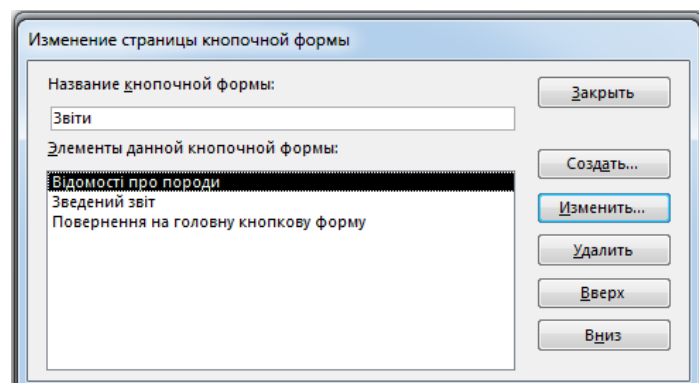 Изменение страницы кнопочной формы
Название кнопочной формы:
Закрыть
Звіти
Элементы данной кнопочной формы:
Создать...
Відомості про породи
Зведений звіт
Повернення на головну кнопкову форму
Изменить...
Удалить
Вверх
Вниз